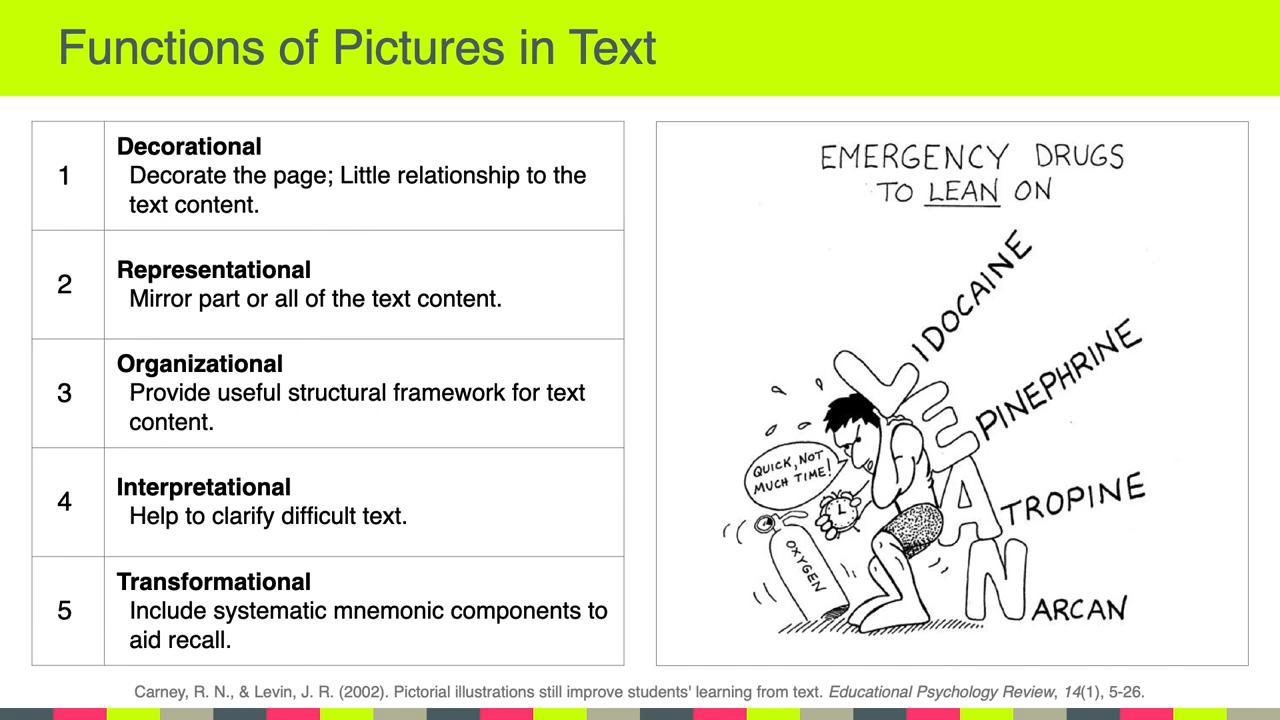 Functions of Pictures in Text
1
Decorational
Decorate the page; Little relationship to the
text content.
2
Representational
Mirror part or all of the text content.
3
Organizational
Provide useful structural framework for text
content.
4
Interpretational
Help to clarify difficult text.
5
Transformational
Include systematic mnemonic components to
aid recall.
EMERGENCY DRUGS
TO LEAN ON
LIDOCAINE
EPINEPHRINE
ATROPINE
NARCAN
QUICK, NOT
MUCH TIME!
OXYGEN
Carney, R. N., & Levin, J. R. (2002). Pictorial illustrations still improve students' learning from text. Educational Psychology Review, 14(1), 5-26.